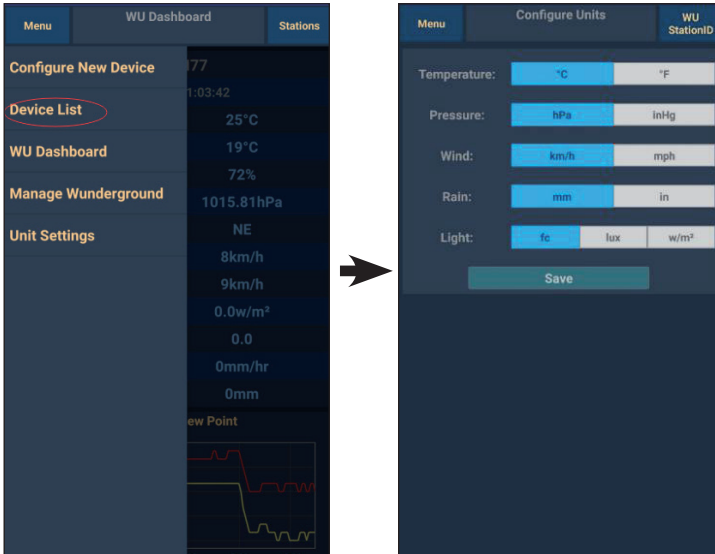 Menu
WU Dashboard
Stations
Configure New Device
Device List
WU Dashboard
Manage Wunderground
Unit Settings
I77
1:03:42
25°C
19°C
72%
1015.81hPa
NE
8km/h
9km/h
0.0w/m²
0.0
0mm/hr
0mm
ew Point
Menu
Configure Units
WU
StationID
Temperature: °C °F
Pressure: hPa inHg
Wind: km/h mph
Rain: mm in
Light: fc lux w/m²
Save